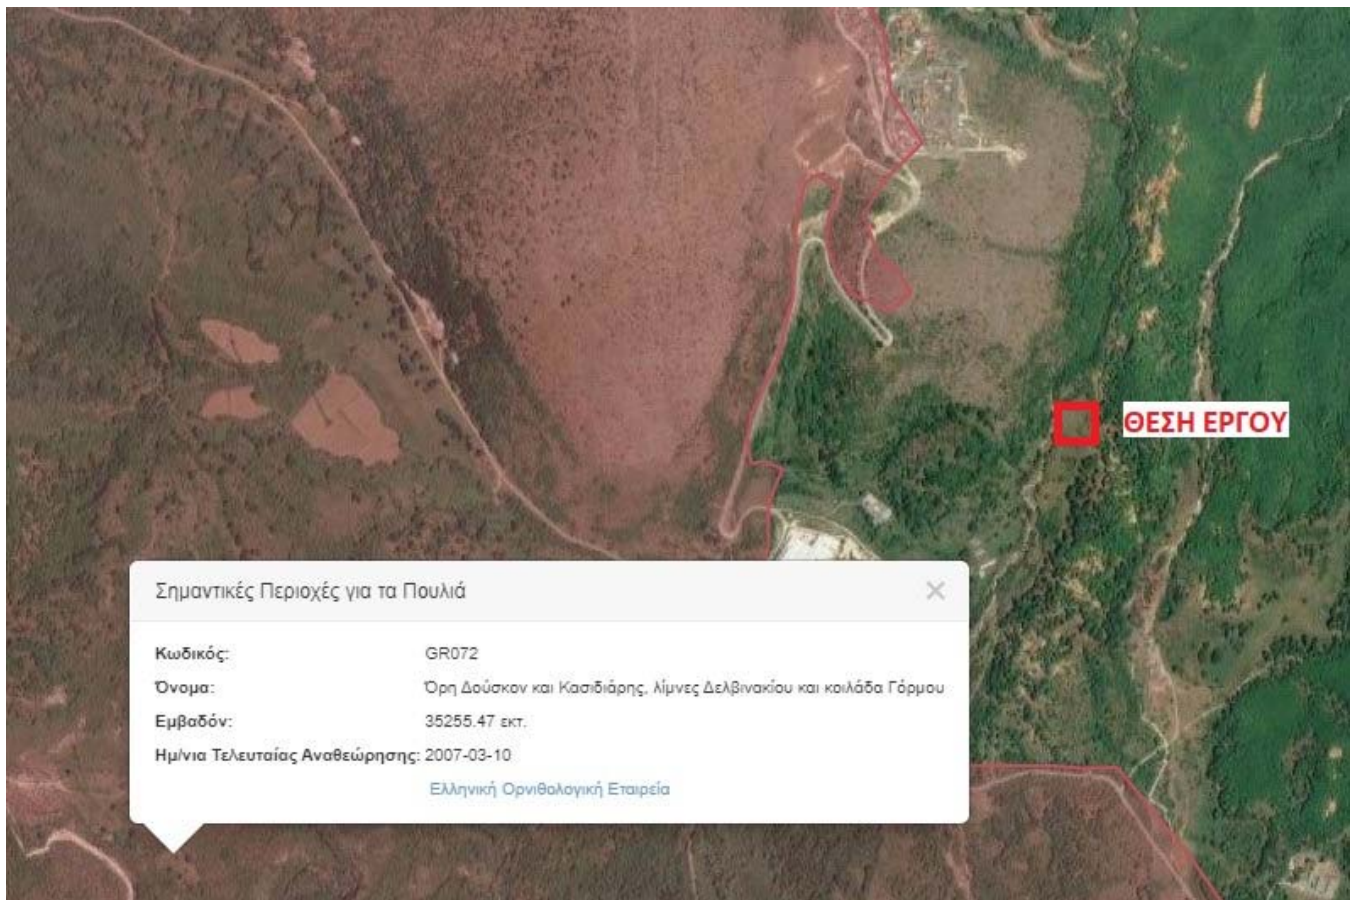 ΘΕΣΗ ΕΡΓΟΥ
Σημαντικές Περιοχές για τα Πουλιά
Κωδικός: GR072
Όνομα: Όρη Δούσκον και Κασιδιάρης, λίμνες Δελβινακίου και κοιλάδα Γόρμου
Εμβαδόν: 35255.47 εκτ.
Ημ/νια Τελευταίας Αναθεώρησης: 2007-03-10
Ελληνική Ορνιθολογική Εταιρεία